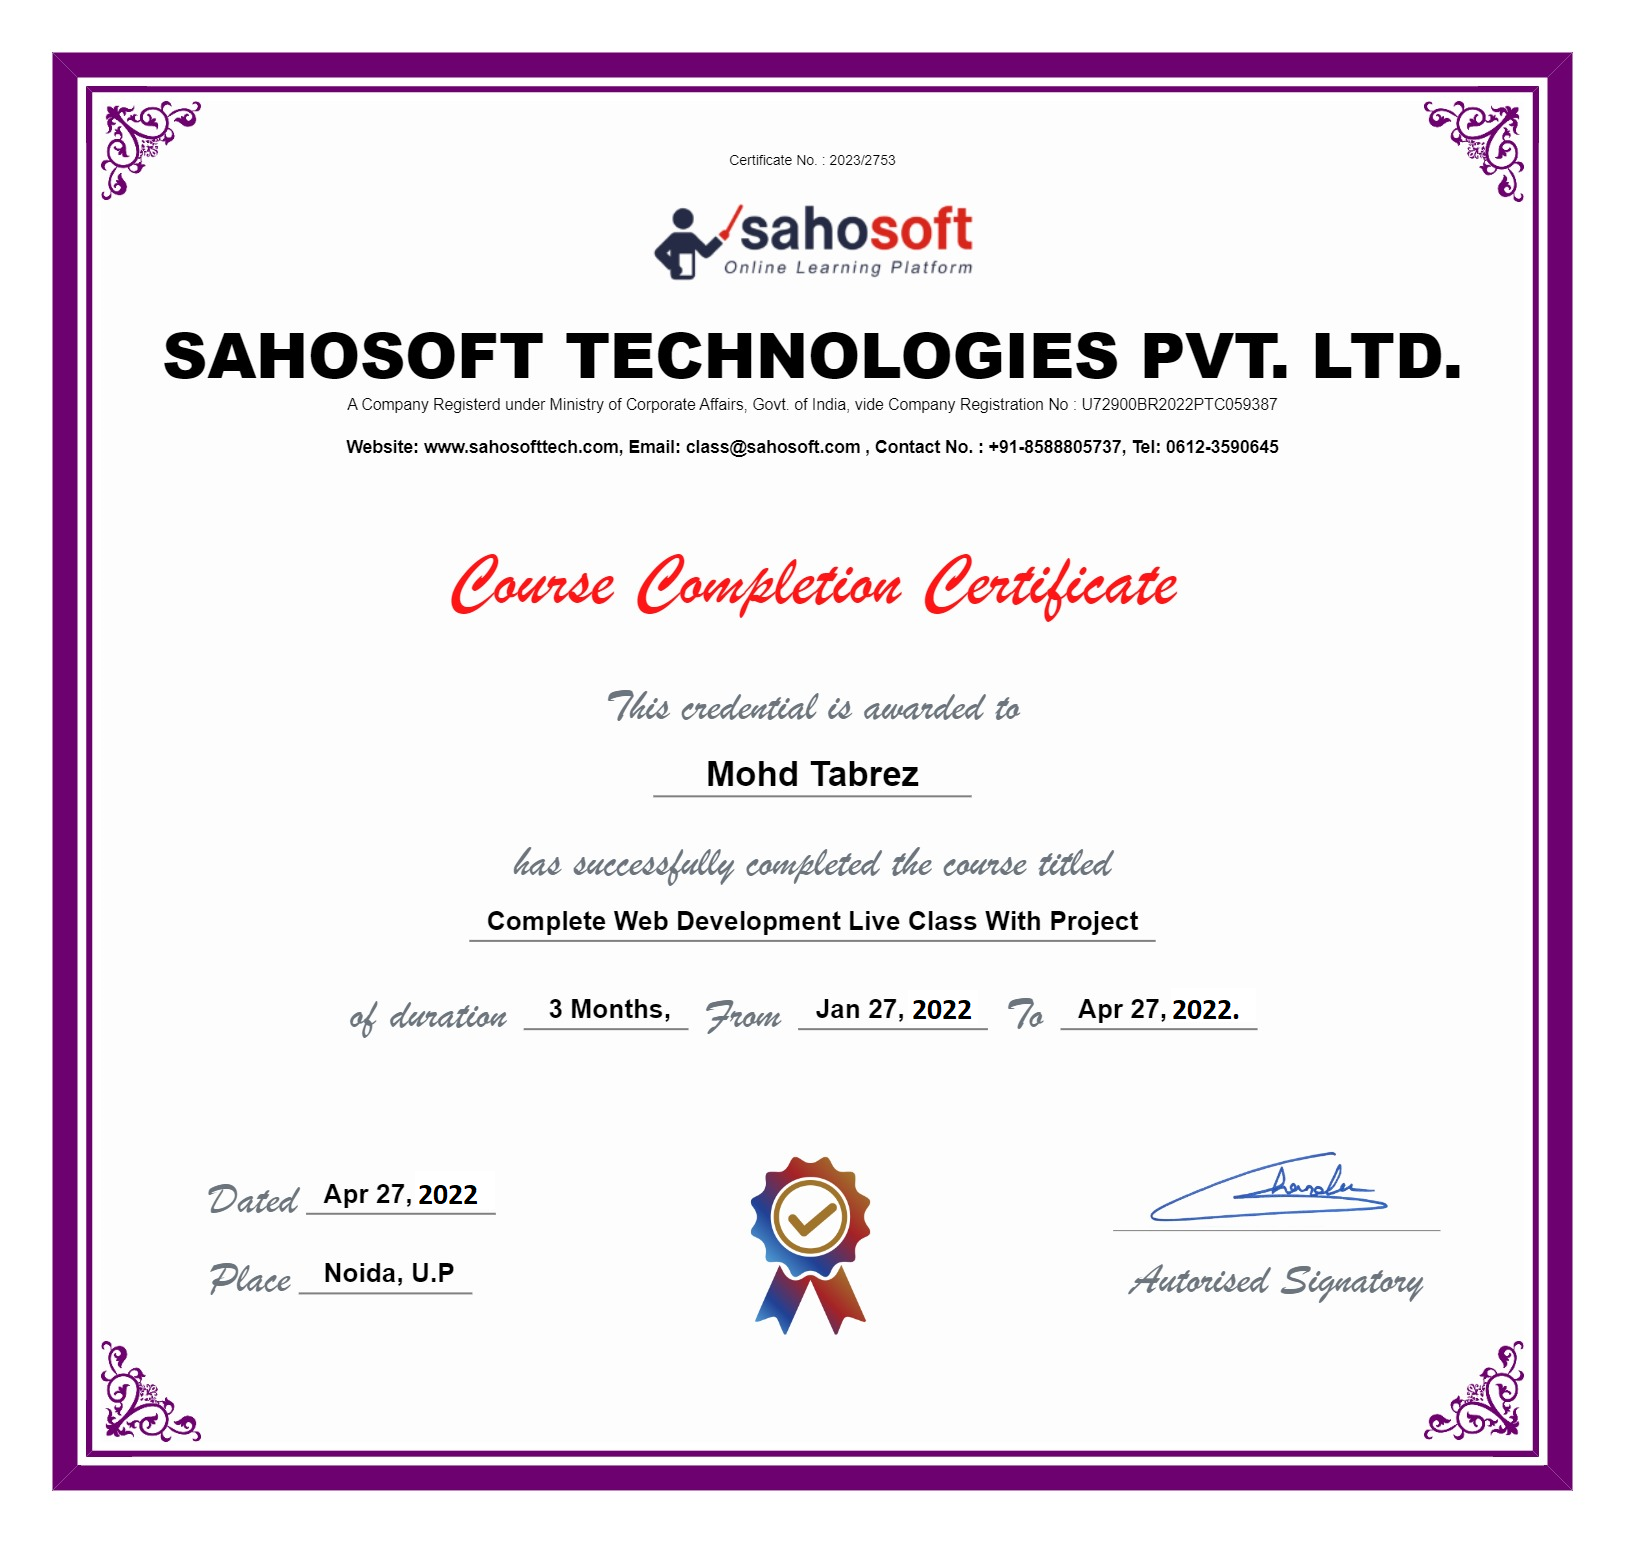 Certificate No. : 2023/2753
sahosoft
Online Learning Platform
SAHOSOFT TECHNOLOGIES PVT. LTD.
A Company Registerd under Ministry of Corporate Affairs, Govt. of India, vide Company Registration No : U72900BR2022PTC059387
Website: www.sahosofttech.com, Email: class@sahosoft.com , Contact No. : +91-8588805737, Tel: 0612-3590645
Course Completion Certificate
This credential is awarded to
Mohd Tabrez
has successfully completed the course titled
Complete Web Development Live Class With Project
of duration 3 Months, From Jan 27, 2022 To Apr 27, 2022.
Dated Apr 27, 2022
Place Noida, U.P
Autorised Signatory